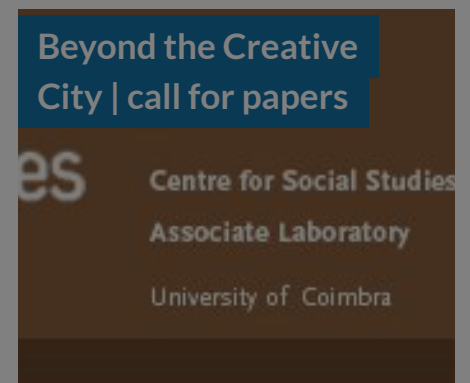 Beyond the Creative
City | call for papers
es
Centre for Social Studies
Associate Laboratory
University of Coimbra